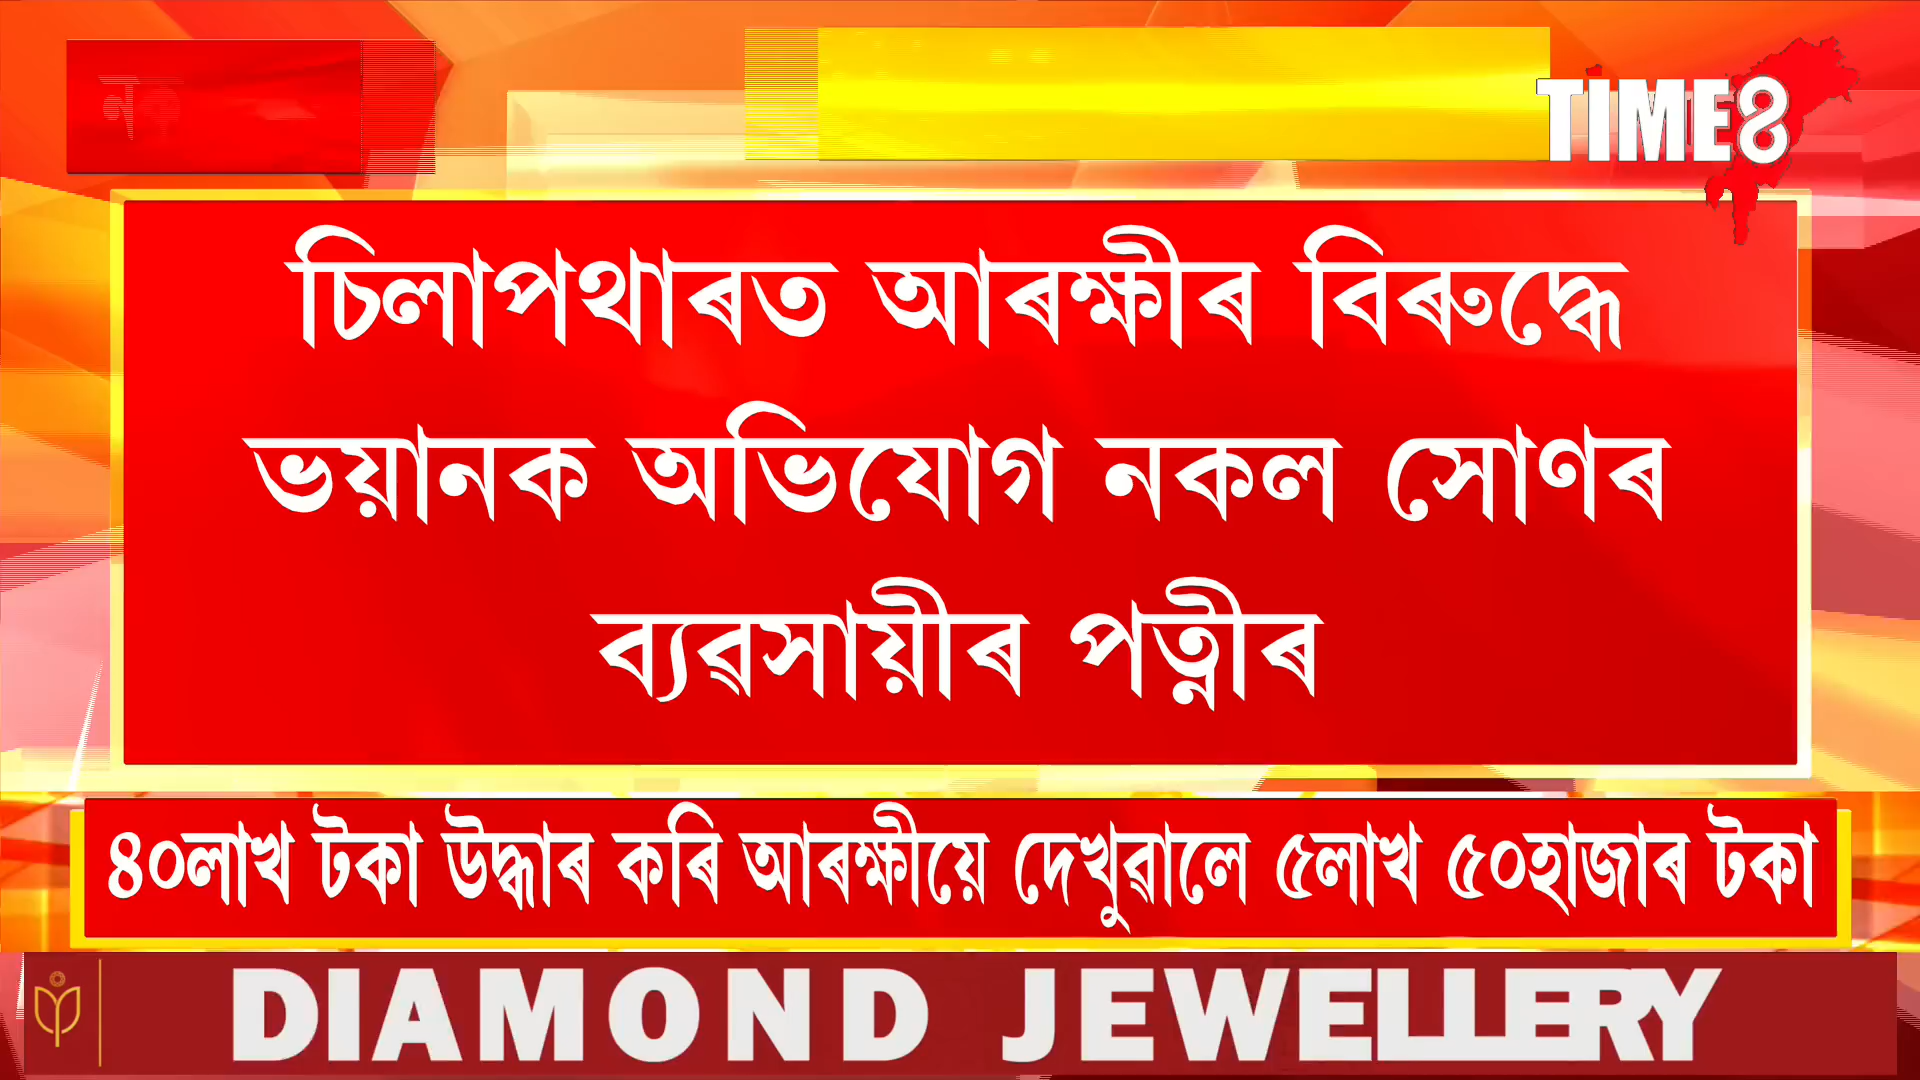 TIME8
চিলাপথাৰত আৰক্ষীৰ বিৰুদ্ধে
ভয়ানক অভিযোগ নকল সোণৰ
ব্যৱসায়ীৰ পত্নীৰ
৪০লাখ টকা উদ্ধাৰ কৰি আৰক্ষীয়ে দেখুৱালে ৫লাখ ৫০হাজাৰ টকা
DIAMOND JEWELLERY